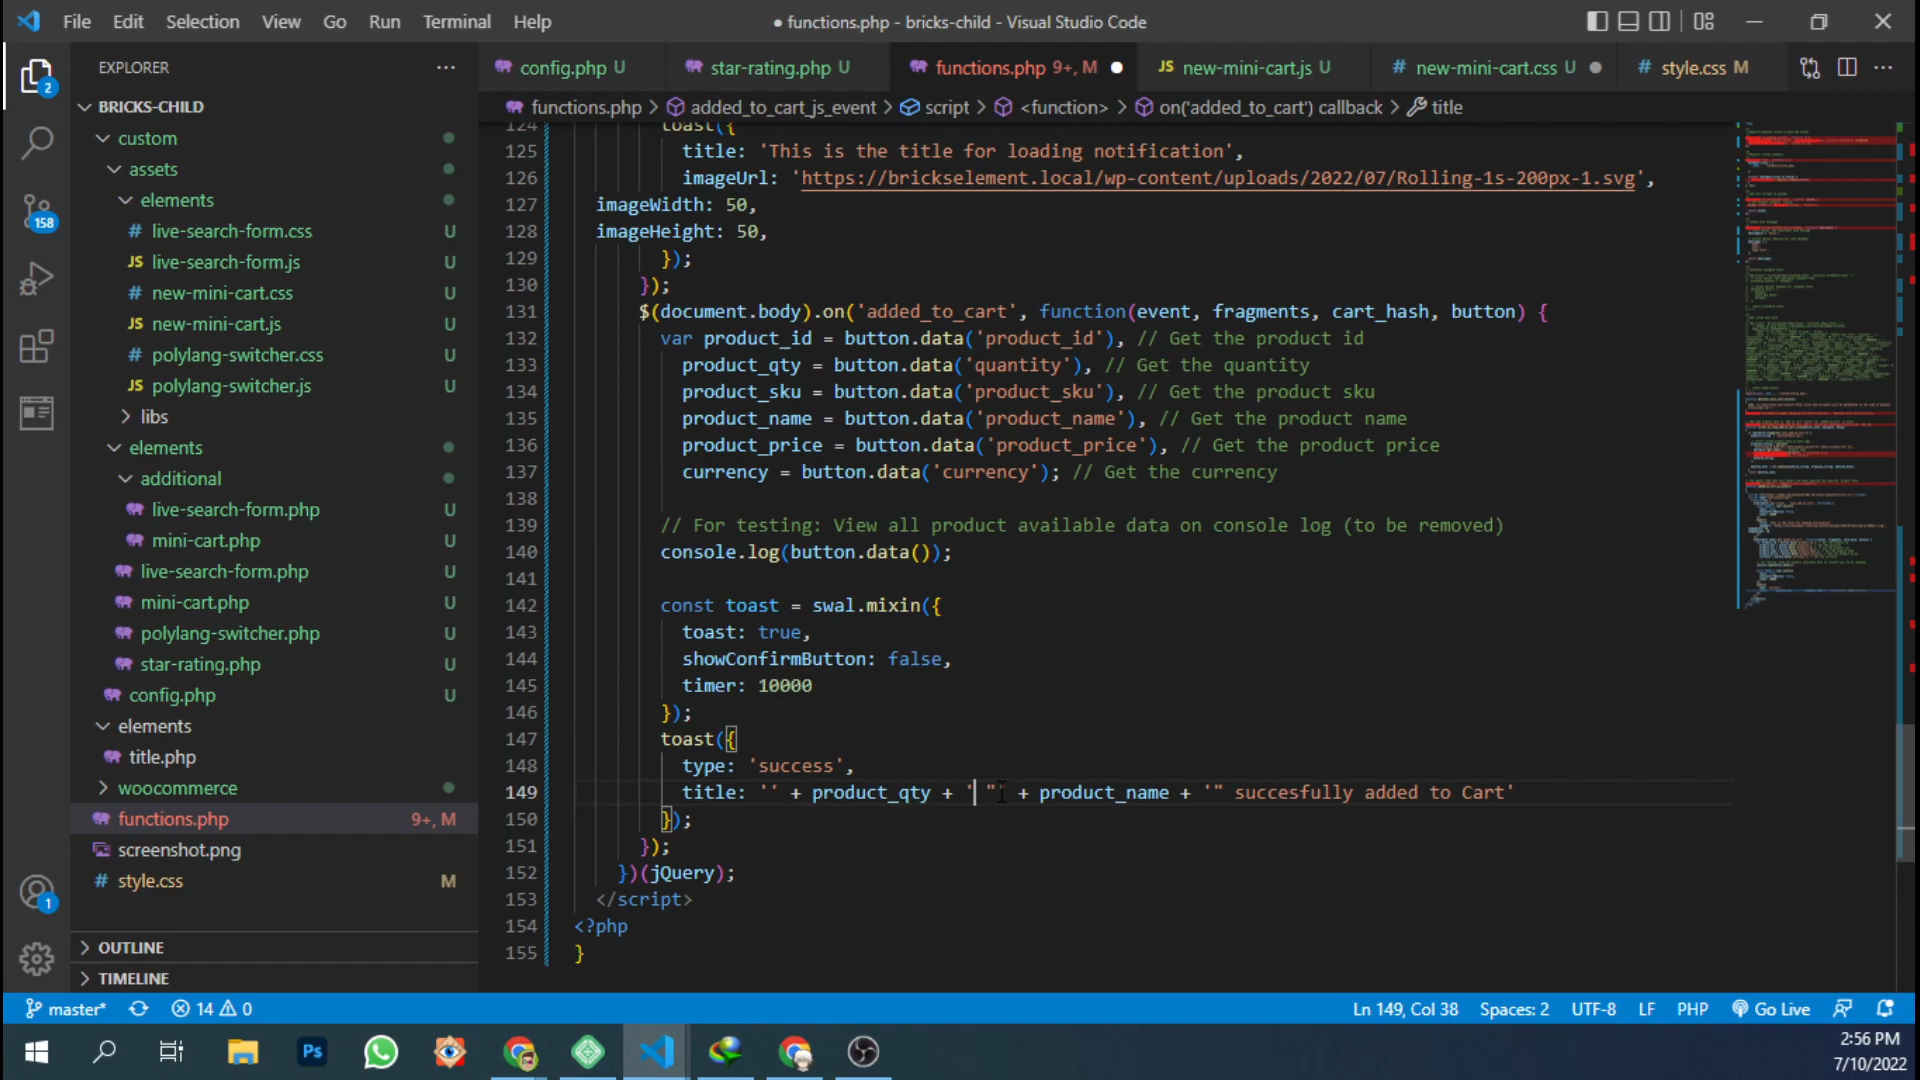 File Edit Selection View Go Run Terminal Help
● functions.php - bricks-child - Visual Studio Code
EXPLORER
config.php U
star-rating.php U
functions.php 9+, M
JS new-mini-cart.js U
# new-mini-cart.css U
# style.css M
functions.php > added_to_cart_js_event > script > <function> > on('added_to_cart') callback > title
2
158
1
BRICKS-CHILD
custom
assets
elements
# live-search-form.css U
JS live-search-form.js U
# new-mini-cart.css U
JS new-mini-cart.js U
# polylang-switcher.css U
JS polylang-switcher.js U
libs
elements
additional
live-search-form.php U
mini-cart.php U
live-search-form.php U
mini-cart.php U
polylang-switcher.php U
star-rating.php U
config.php U
elements
title.php
woocommerce
functions.php 9+, M
screenshot.png
# style.css M
OUTLINE
TIMELINE
124 toast({
125 title: 'This is the title for loading notification',
126 imageUrl: 'https://brickselement.local/wp-content/uploads/2022/07/Rolling-1s-200px-1.svg',
127 imageWidth: 50,
128 imageHeight: 50,
129 });
130 });
131 $(document.body).on('added_to_cart', function(event, fragments, cart_hash, button) {
132 var product_id = button.data('product_id'), // Get the product id
133 product_qty = button.data('quantity'), // Get the quantity
134 product_sku = button.data('product_sku'), // Get the product sku
135 product_name = button.data('product_name'), // Get the product name
136 product_price = button.data('product_price'), // Get the product price
137 currency = button.data('currency'); // Get the currency
138
139 // For testing: View all product available data on console log (to be removed)
140 console.log(button.data());
141
142 const toast = swal.mixin({
143 toast: true,
144 showConfirmButton: false,
145 timer: 10000
146 });
147 toast({
148 type: 'success',
149 title: '' + product_qty + ' "' + product_name + '" succesfully added to Cart'
150 });
151 });
152 })(jQuery);
153 </script>
154 <?php
155 }
master* 14 0
Ln 149, Col 38 Spaces: 2 UTF-8 LF PHP Go Live
Ps
2:56 PM
7/10/2022